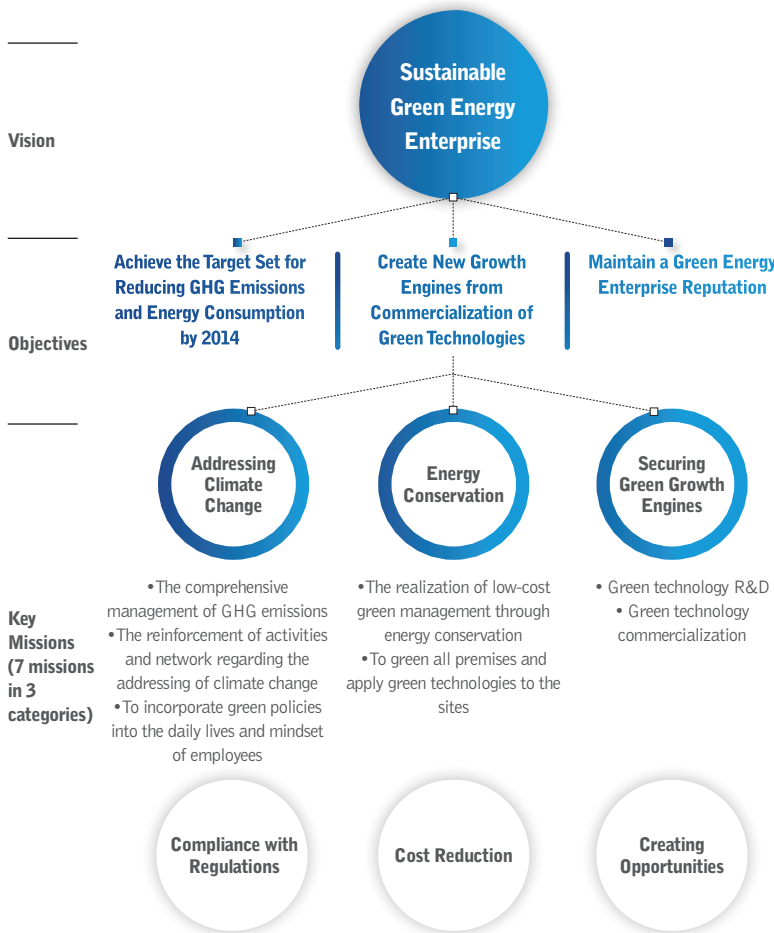 Vision
Sustainable
Green Energy
Enterprise
Objectives
Achieve the Target Set for
Reducing GHG Emissions
and Energy Consumption
by 2014
Create New Growth
Engines from
Commercialization of
Green Technologies
Maintain a Green Energy
Enterprise Reputation
Key
Missions
(7 missions
in 3
categories)
Addressing
Climate
Change
•The comprehensive
management of GHG emissions
•The reinforcement of activities
and network regarding the
addressing of climate change
•To incorporate green policies
into the daily lives and mindset
of employees
Energy
Conservation
•The realization of low-cost
green management through
energy conservation
•To green all premises and
apply green technologies to the
sites
Securing
Green Growth
Engines
• Green technology R&D
• Green technology
commercialization
Compliance with
Regulations
Cost Reduction
Creating
Opportunities